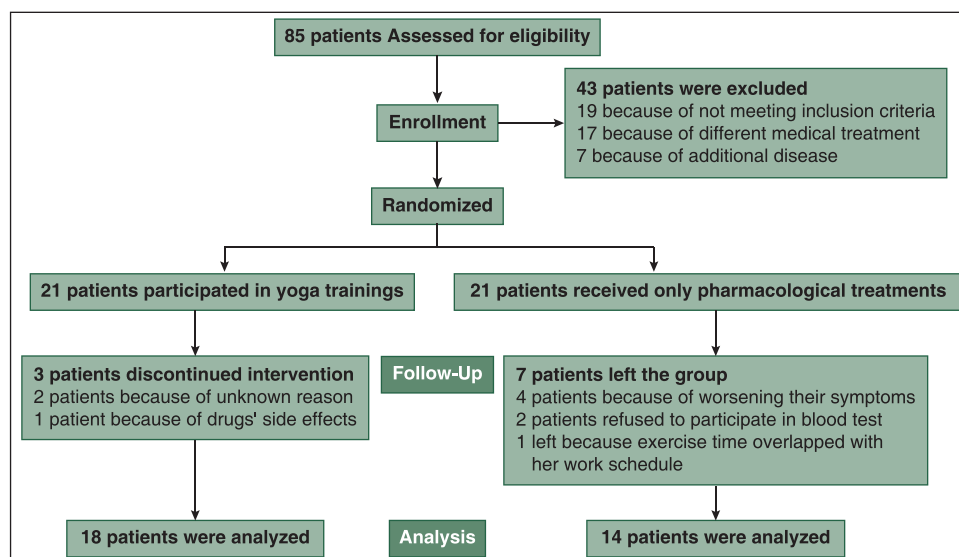 85 patients Assessed for eligibility
43 patients were excluded
19 because of not meeting inclusion criteria
17 because of different medical treatment
7 because of additional disease
Enrollment
Randomized
21 patients participated in yoga trainings
21 patients received only pharmacological treatments
3 patients discontinued intervention
2 patients because of unknown reason
1 patient because of drugs' side effects
Follow-Up
7 patients left the group
4 patients because of worsening their symptoms
2 patients refused to participate in blood test
1 left because exercise time overlapped with
her work schedule
18 patients were analyzed
Analysis
14 patients were analyzed